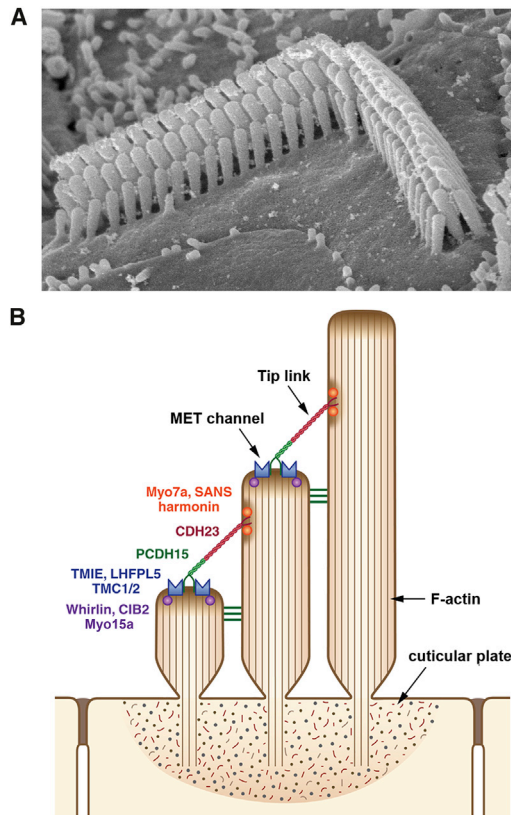 A
B
Tip link
MET channel
Myo7a, SANS
harmonin
CDH23
PCDH15
TMIE, LHFPL5
TMC1/2
Whirlin, CIB2
Myo15a
F-actin
cuticular plate